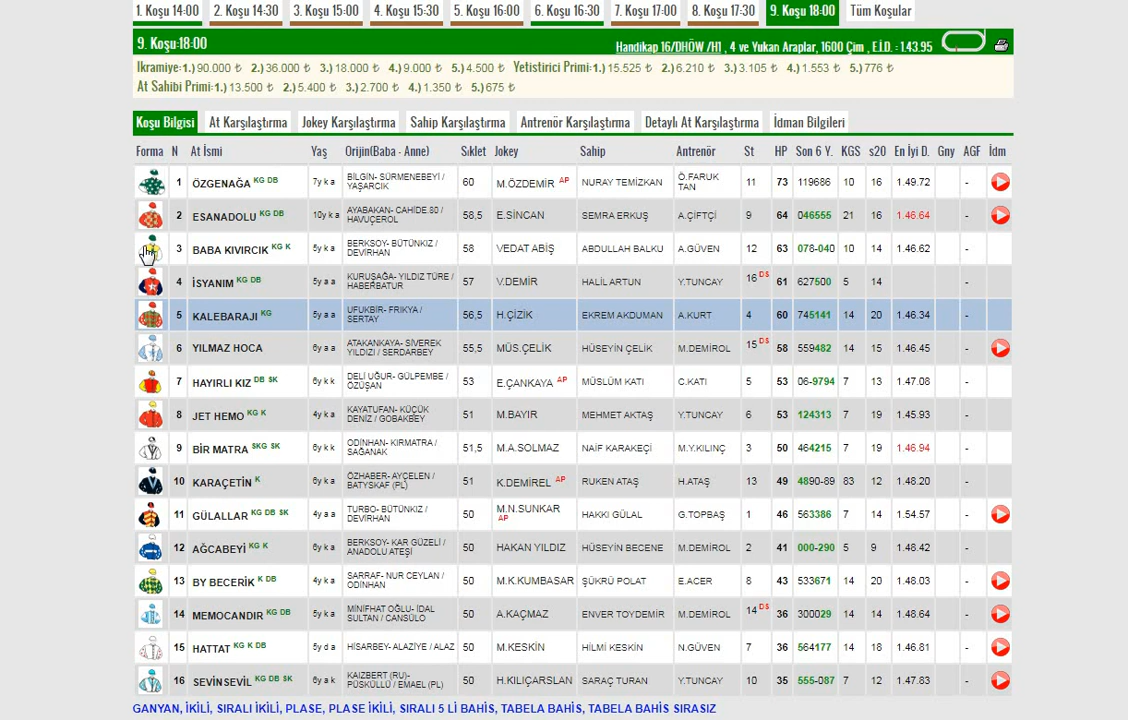 1. Koşu 14:00 2. Koşu 14:30 3. Koşu 15:00 4. Koşu 15:30 5. Koşu 16:00 6. Koşu 16:30 7. Koşu 17:00 8. Koşu 17:30 9. Koşu 18:00 Tüm Koşular
9. Koşu:18:00 Handikap 16/DHÖW /H1 , 4 ve Yukarı Araplar, 1600 Çim , E.İ.D. : 1.43.95
İkramiye:1.) 90.000 ₺ 2.) 36.000 ₺ 3.) 18.000 ₺ 4.) 9.000 ₺ 5.) 4.500 ₺ Yetistirici Primi:1.) 15.525 ₺ 2.) 6.210 ₺ 3.) 3.105 ₺ 4.) 1.553 ₺ 5.) 776 ₺
At Sahibi Primi:1.) 13.500 ₺ 2.) 5.400 ₺ 3.) 2.700 ₺ 4.) 1.350 ₺ 5.) 675 ₺
Koşu Bilgisi At Karşılaştırma Jokey Karşılaştırma Sahip Karşılaştırma Antrenör Karşılaştırma Detaylı At Karşılaştırma İdman Bilgileri
Forma N At İsmi Yaş Orijin(Baba - Anne) Sıklet Jokey Sahip Antrenör St HP Son 6 Y. KGS s20 En İyi D. Gny AGF İdm
1 ÖZGENAĞA KG DB 7y k a BİLGİN- SÜRMENEBEYİ / YAŞARCIK 60 M.ÖZDEMİR AP NURAY TEMİZKAN Ö.FARUK TAN 11 73 119686 10 16 1.49.72 -
2 ESANADOLU KG DB 10y k a AYABAKAN- CAHİDE.80 / HAVUÇEROL 58,5 E.SİNCAN SEMRA ERKUŞ A.ÇİFTÇİ 9 64 046555 21 16 1.46.64 -
3 BABA KIVIRCIK KG K 5y k a BERKSOY- BÜTÜNKIZ / DEVİRHAN 58 VEDAT ABİŞ ABDULLAH BALKU A.GÜVEN 12 63 078-040 10 14 1.46.62 -
4 İSYANIM KG DB 6y a a KURUŞAĞA- YILDIZ TÜRE / HABERBATUR 57 V.DEMİR HALİL ARTUN Y.TUNCAY 16 DS 61 627500 5 14 -
5 KALEBARAJI KG 5y a a UFUKBİR- FRIKYA / SERTAY 56,5 H.ÇİZİK EKREM AKDUMAN A.KURT 4 60 745141 14 20 1.46.34 -
6 YILMAZ HOCA 6y a a ATAKANKAYA- SİVEREK YILDIZI / SERDARBEY 55,5 MÜS.ÇELİK HÜSEYİN ÇELİK M.DEMİROL 15 DS 58 559482 14 15 1.46.45 -
7 HAYIRLI KIZ DB SK 6y k k DELİ UĞUR- GÜLPEMBE / ÖZÜŞAN 53 E.ÇANKAYA AP MÜSLÜM KATI C.KATI 5 53 06-9794 7 13 1.47.08 -
8 JET HEMO KG K 4y k a KAYATUFAN- KÜÇÜK DENİZ / GOBAKBEY 51 M.BAYIR MEHMET AKTAŞ Y.TUNCAY 6 53 124313 7 19 1.45.93 -
9 BİR MATRA SKG SK 6y k k ODİNHAN- KIRMATRA / SAĞANAK 51,5 M.A.SOLMAZ NAİF KARAKEÇİ M.Y.KILINÇ 3 50 464215 7 19 1.46.94 -
10 KARAÇETİN K 6y k a ÖZHABER- AYÇELEN / BATYSKAF (PL) 51 K.DEMİREL AP RUKEN ATAŞ H.ATAŞ 13 49 4890-89 83 12 1.48.20 -
11 GÜLALLAR KG DB SK 4y a a TURBO- BÜTÜNKIZ / DEVİRHAN 50 M.N.SUNKAR AP HAKKI GÜLAL G.TOPBAŞ 1 46 563386 7 14 1.54.57 -
12 AĞCABEYİ KG K 6y k a BERKSOY- KAR GÜZELİ / ANADOLU ATEŞİ 50 HAKAN YILDIZ HÜSEYİN BECENE M.DEMİROL 2 41 000-290 5 9 1.48.42 -
13 BY BECERİK K DB 4y k a SARRAF- NUR CEYLAN / ODİNHAN 50 M.K.KUMBASAR ŞÜKRÜ POLAT E.ACER 8 43 533671 14 20 1.48.03 -
14 MEMOCANDIR KG DB 5y k a MİNİFHAT OĞLU- İDAL SULTAN / CANSÜLO 50 A.KAÇMAZ ENVER TOYDEMİR M.DEMİROL 14 DS 36 300029 14 14 1.48.64 -
15 HATTAT KG K DB 5y d a HİSARBEY- ALAZİYE / ALAZ 50 M.KESKİN HİLMİ KESKİN N.GÜVEN 7 36 564177 14 18 1.46.81 -
16 SEVİNSEVİL KG DB SK 6y a k KAIZBERT (RU)- PÜSKÜLLÜ / EMAEL (PL) 50 H.KILIÇARSLAN SARAÇ TURAN Y.TUNCAY 10 35 555-087 7 12 1.47.83 -
GANYAN, İKİLİ, SIRALI İKİLİ, PLASE, PLASE İKİLİ, SIRALI 5 Lİ BAHİS, TABELA BAHİS, TABELA BAHİS SIRASIZ